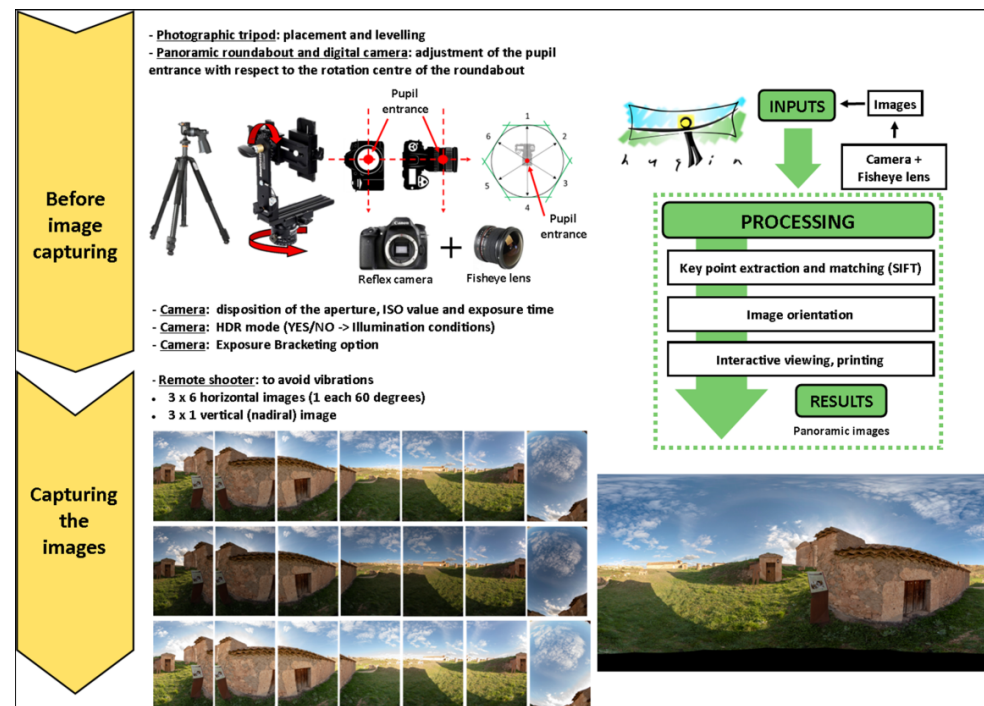 Before
image
capturing
- Photographic tripod: placement and levelling
- Panoramic roundabout and digital camera: adjustment of the pupil
entrance with respect to the rotation centre of the roundabout
Pupil
entrance
1
2
3
4
5
6
Pupil
entrance
Reflex camera
Fisheye lens
- Camera: disposition of the aperture, ISO value and exposure time
- Camera: HDR mode (YES/NO -> Illumination conditions)
- Camera: Exposure Bracketing option
Capturing
the
images
- Remote shooter: to avoid vibrations
• 3 x 6 horizontal images (1 each 60 degrees)
• 3 x 1 vertical (nadiral) image
hugin
INPUTS
Images
Camera +
Fisheye lens
PROCESSING
Key point extraction and matching (SIFT)
Image orientation
Interactive viewing, printing
RESULTS
Panoramic images